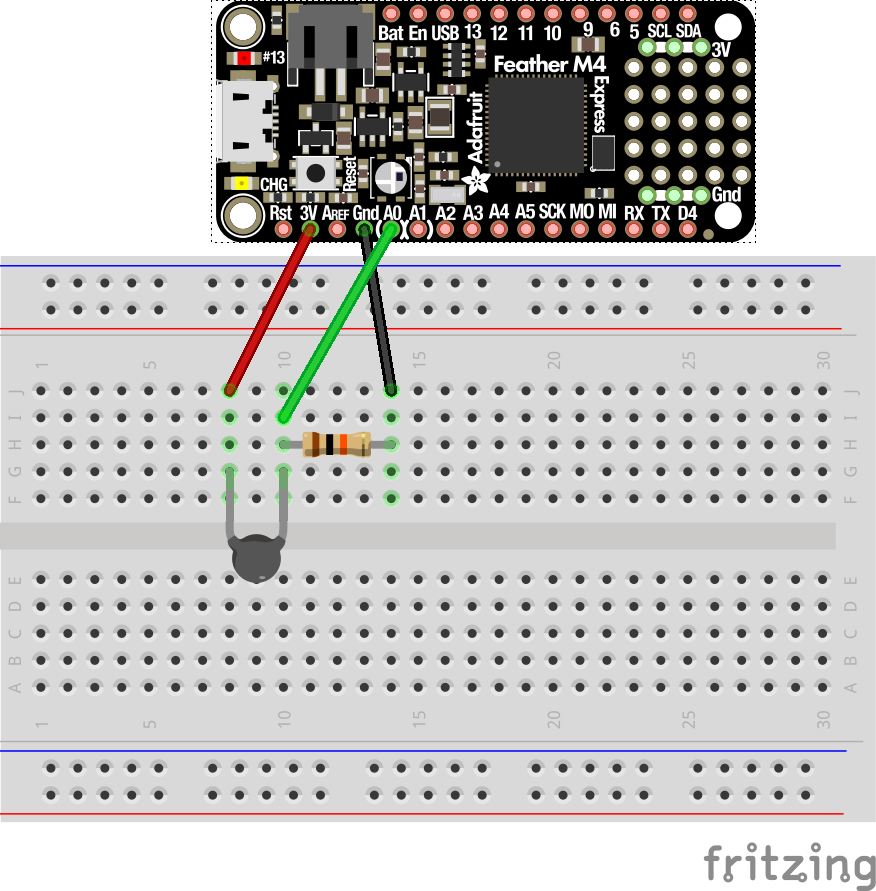 Bat En USB 13 12 11 10 9 6 5 SCL SDA
#13
3V
Feather M4
Express
Adafruit
Reset
CHG
Gnd
Rst 3V AREF Gnd A0 A1 A2 A3 A4 A5 SCK MO MI RX TX D4
1 5 10 15 20 25 30
J J
I I
H H
G G
F F
E E
D D
C C
B B
A A
1 5 10 15 20 25 30
fritzing